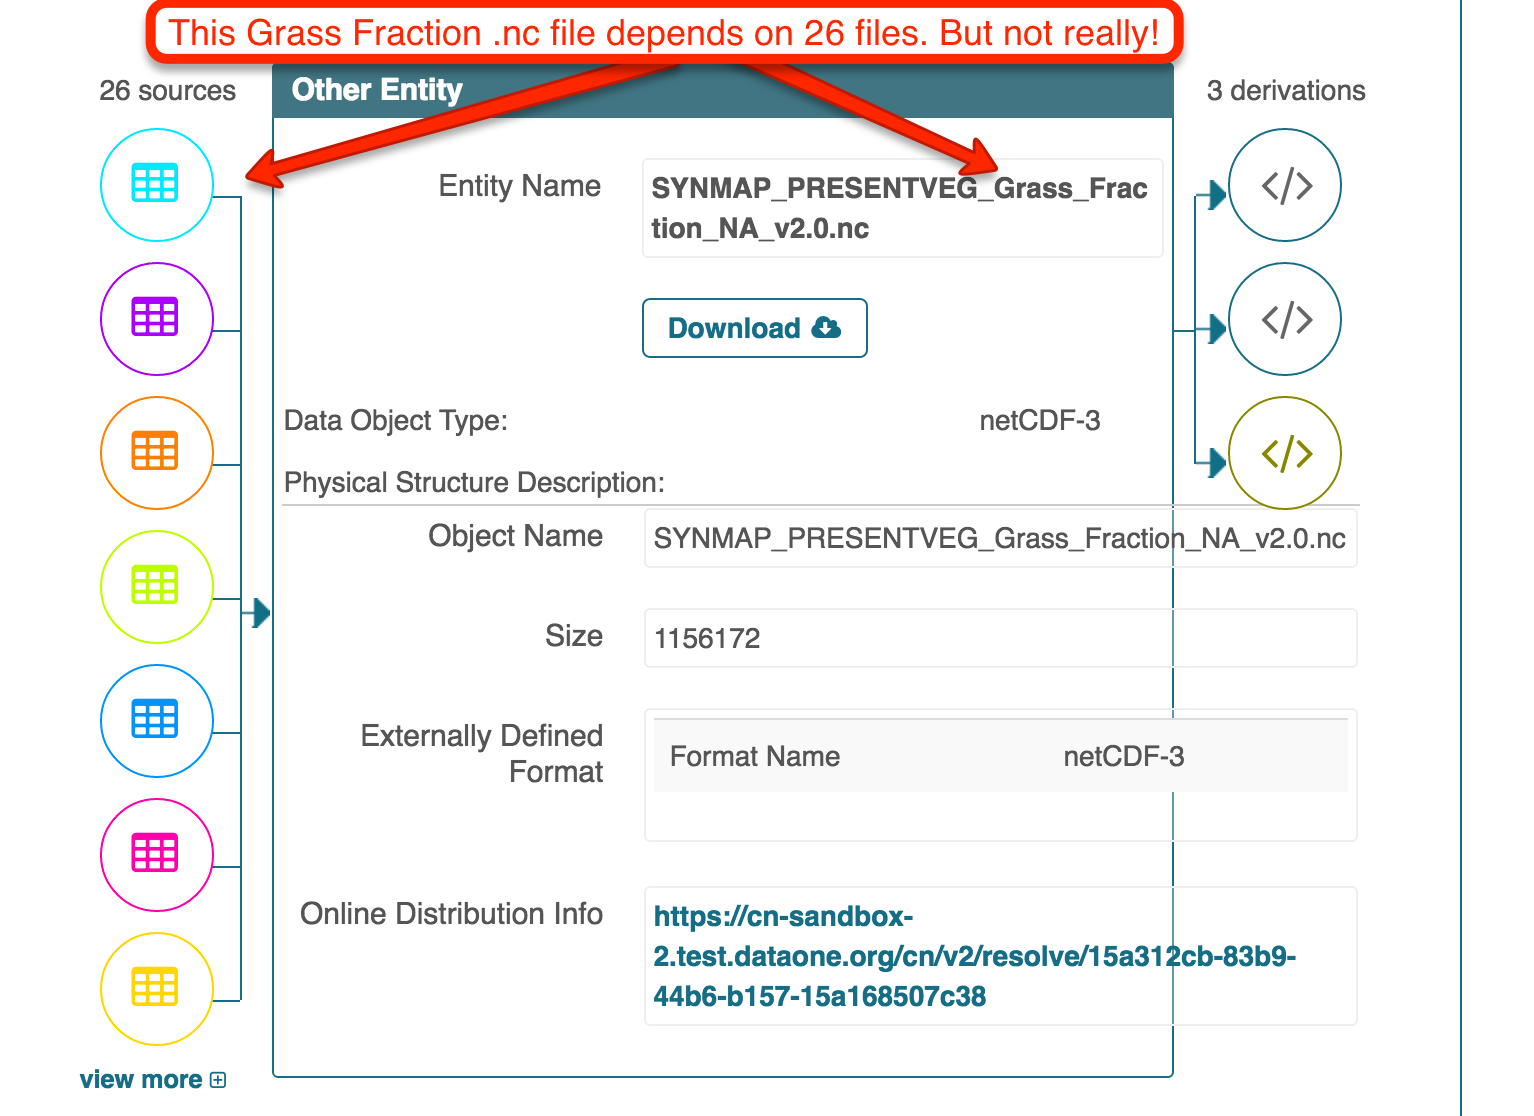 This Grass Fraction .nc file depends on 26 files. But not really!
26 sources
Other Entity
3 derivations
Entity Name
SYNMAP_PRESENTVEG_Grass_Frac
tion_NA_v2.0.nc
Download
Data Object Type:
netCDF-3
Physical Structure Description:
Object Name
SYNMAP_PRESENTVEG_Grass_Fraction_NA_v2.0.nc
Size
1156172
Externally Defined
Format
Format Name
netCDF-3
Online Distribution Info
https://cn-sandbox-
2.test.dataone.org/cn/v2/resolve/15a312cb-83b9-
44b6-b157-15a168507c38
view more